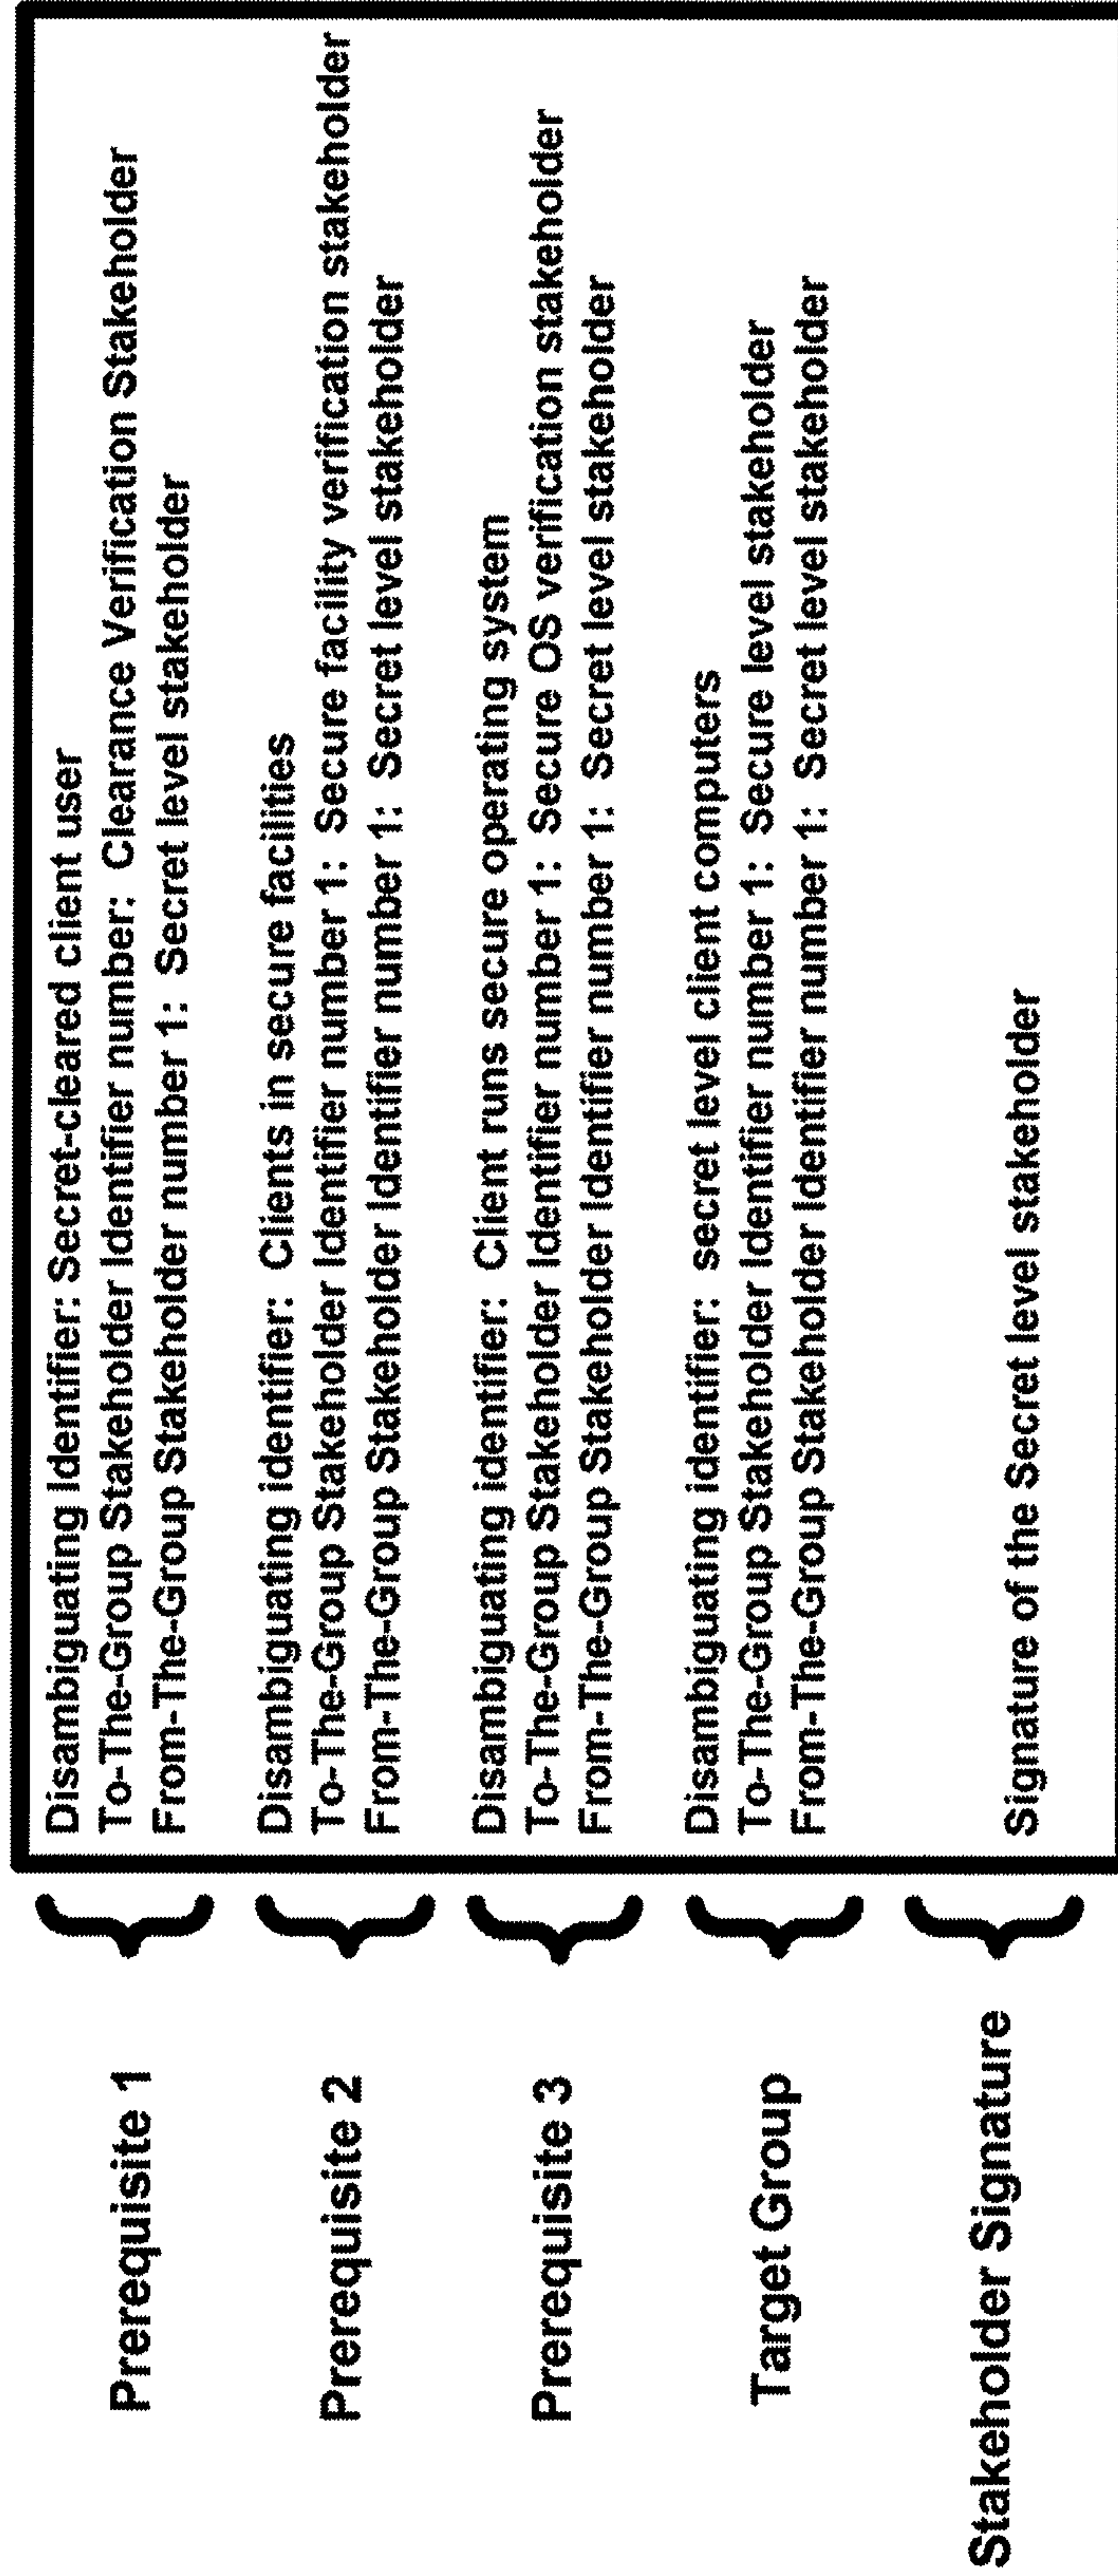 Prerequisite 1
Disambiguating Identifier: Secret-cleared client user
To-The-Group Stakeholder Identifier number: Clearance Verification Stakeholder
From-The-Group Stakeholder number 1: Secret level stakeholder
Prerequisite 2
Disambiguating identifier: Clients in secure facilities
To-The-Group Stakeholder Identifier number 1: Secure facility verification stakeholder
From-The-Group Stakeholder Identifier number 1: Secret level stakeholder
Prerequisite 3
Disambiguating identifier: Client runs secure operating system
To-The-Group Stakeholder Identifier number 1: Secure OS verification stakeholder
From-The-Group Stakeholder Identifier number 1: Secret level stakeholder
Target Group
Disambiguating identifier: secret level client computers
To-The-Group Stakeholder Identifier number 1: Secure level stakeholder
From-The-Group Stakeholder Identifier number 1: Secret level stakeholder
Stakeholder Signature
Signature of the Secret level stakeholder